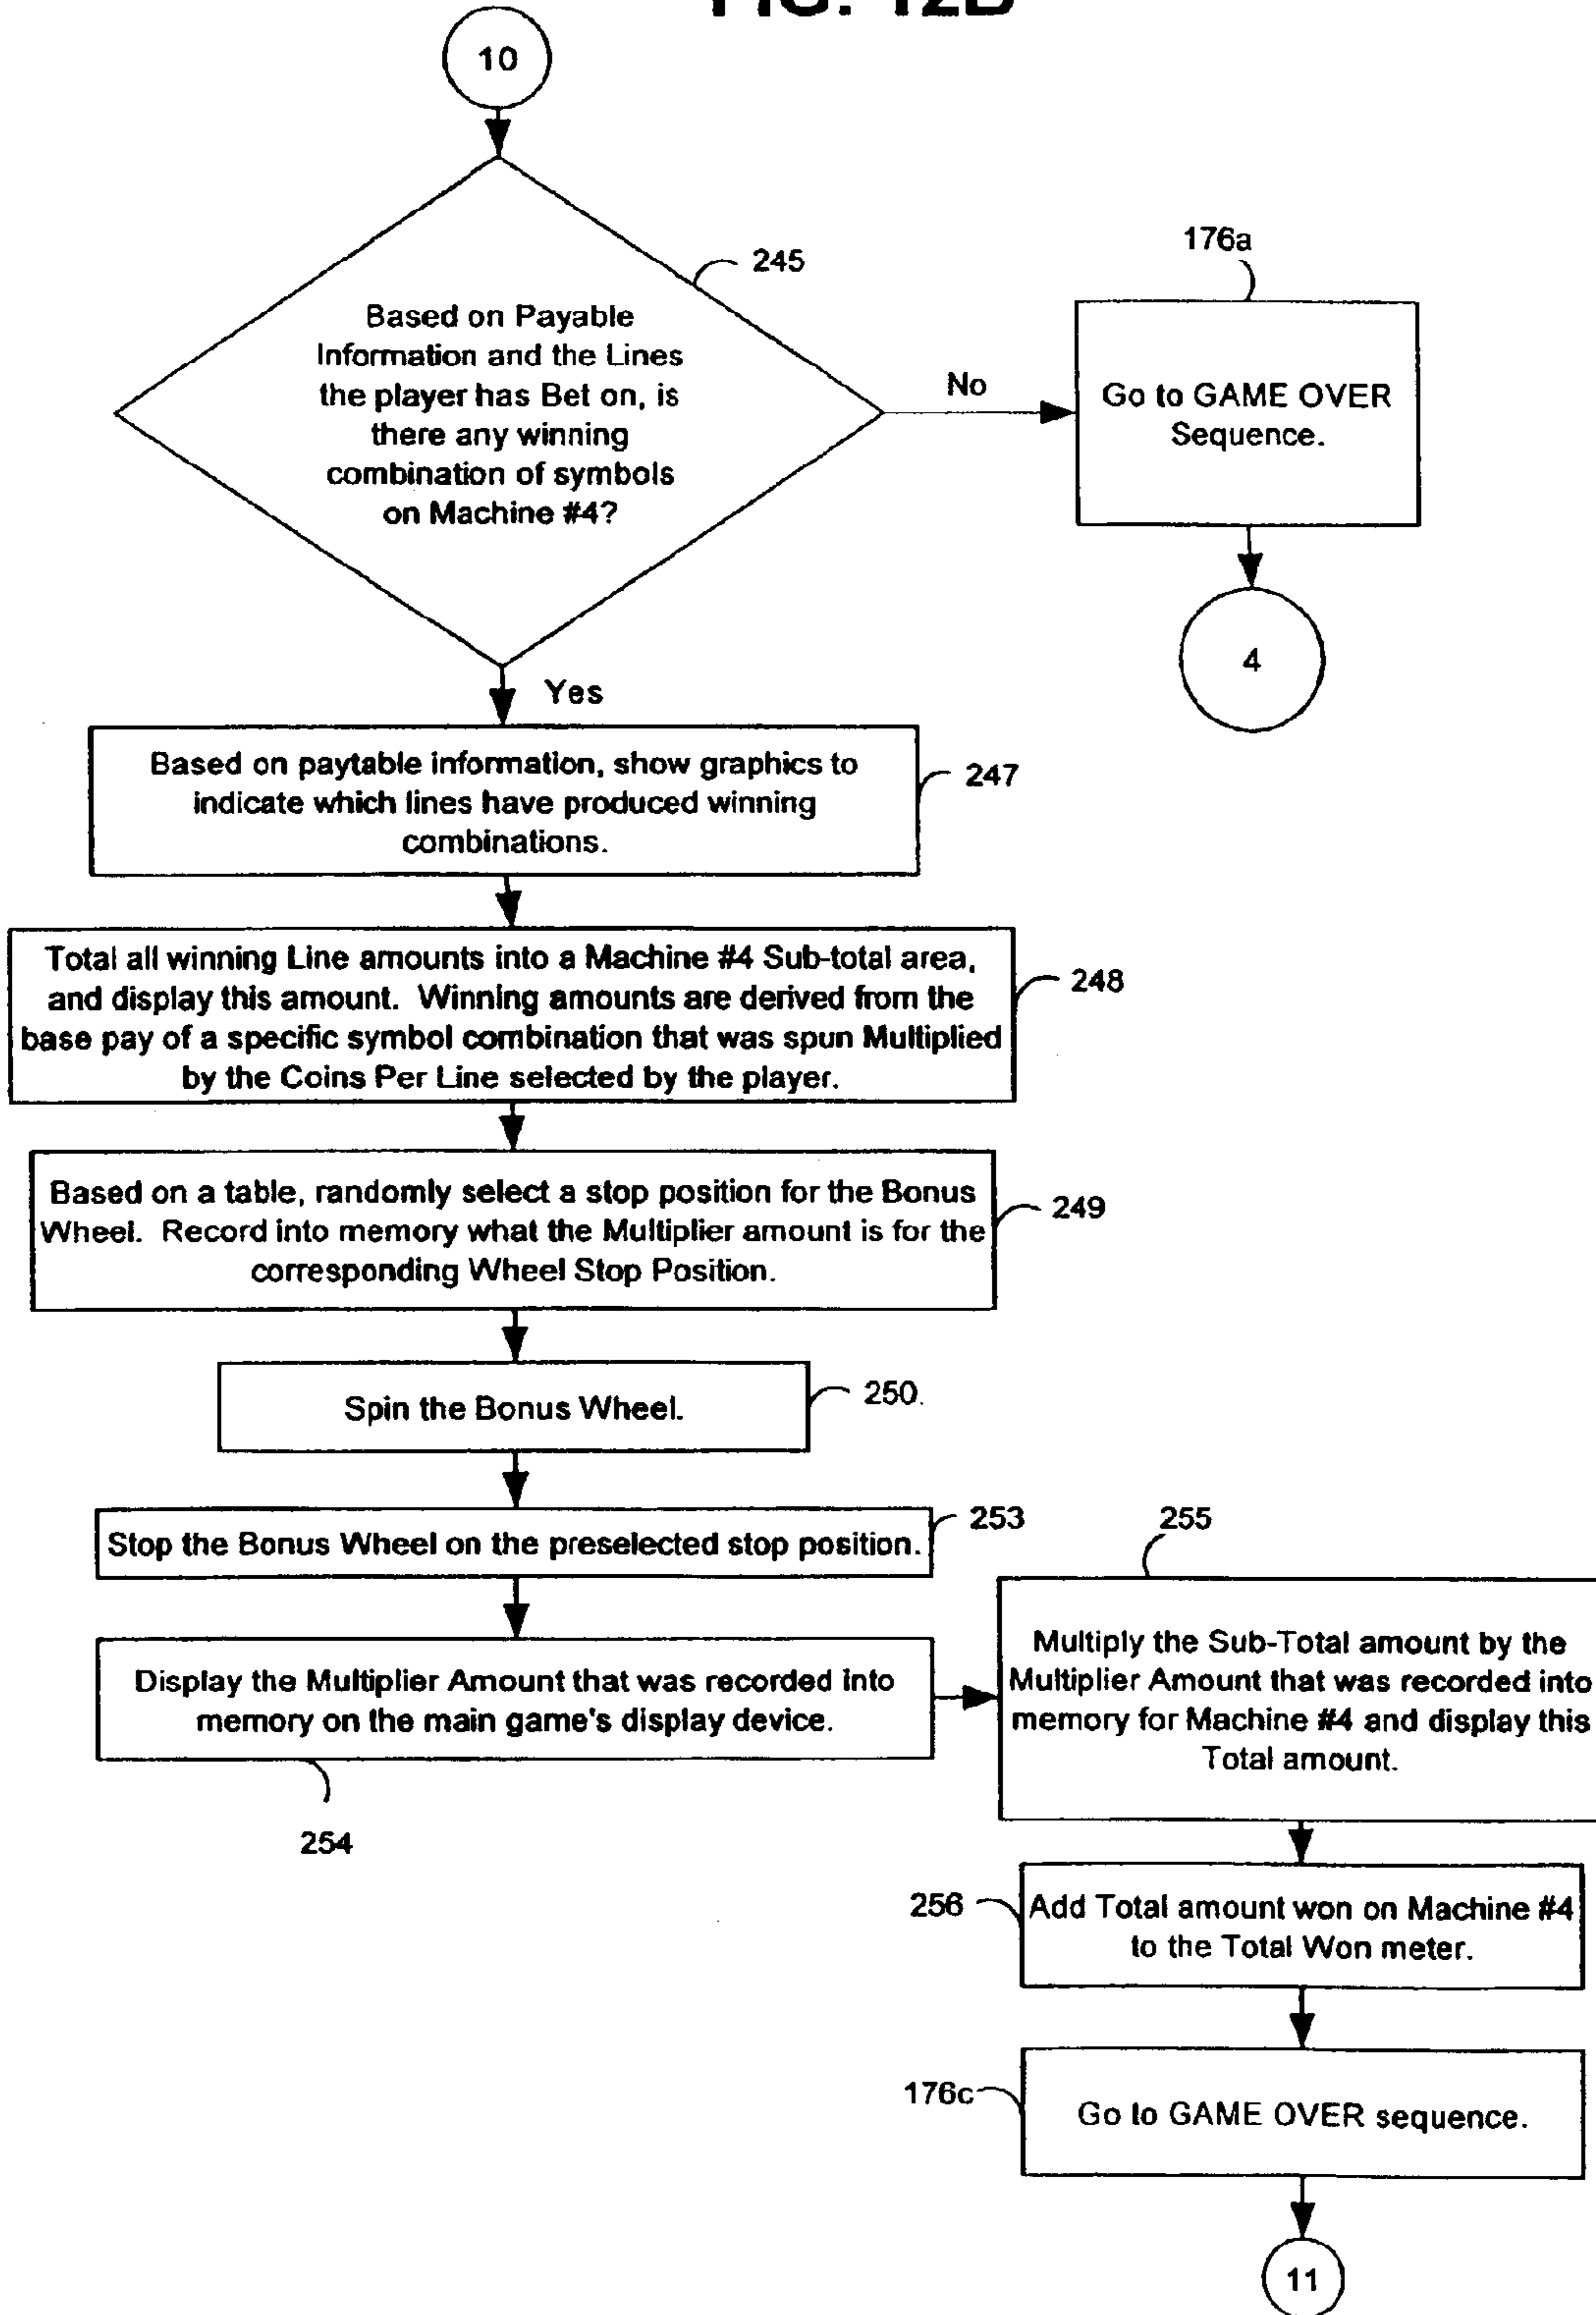 FIG. 12B
10
245
Based on Payable
Information and the Lines
the player has Bet on, is
there any winning
combination of symbols
on Machine #4?
No
176a
Go to GAME OVER
Sequence.
4
Yes
Based on paytable information, show graphics to
indicate which lines have produced winning
combinations.
247
Total all winning Line amounts into a Machine #4 Sub-total area,
and display this amount. Winning amounts are derived from the
base pay of a specific symbol combination that was spun Multiplied
by the Coins Per Line selected by the player.
248
Based on a table, randomly select a stop position for the Bonus
Wheel. Record into memory what the Multiplier amount is for the
corresponding Wheel Stop Position.
249
Spin the Bonus Wheel.
250
Stop the Bonus Wheel on the preselected stop position.
253
Display the Multiplier Amount that was recorded into
memory on the main game's display device.
254
255
Multiply the Sub-Total amount by the
Multiplier Amount that was recorded into
memory for Machine #4 and display this
Total amount.
256
Add Total amount won on Machine #4
to the Total Won meter.
176c
Go to GAME OVER sequence.
11